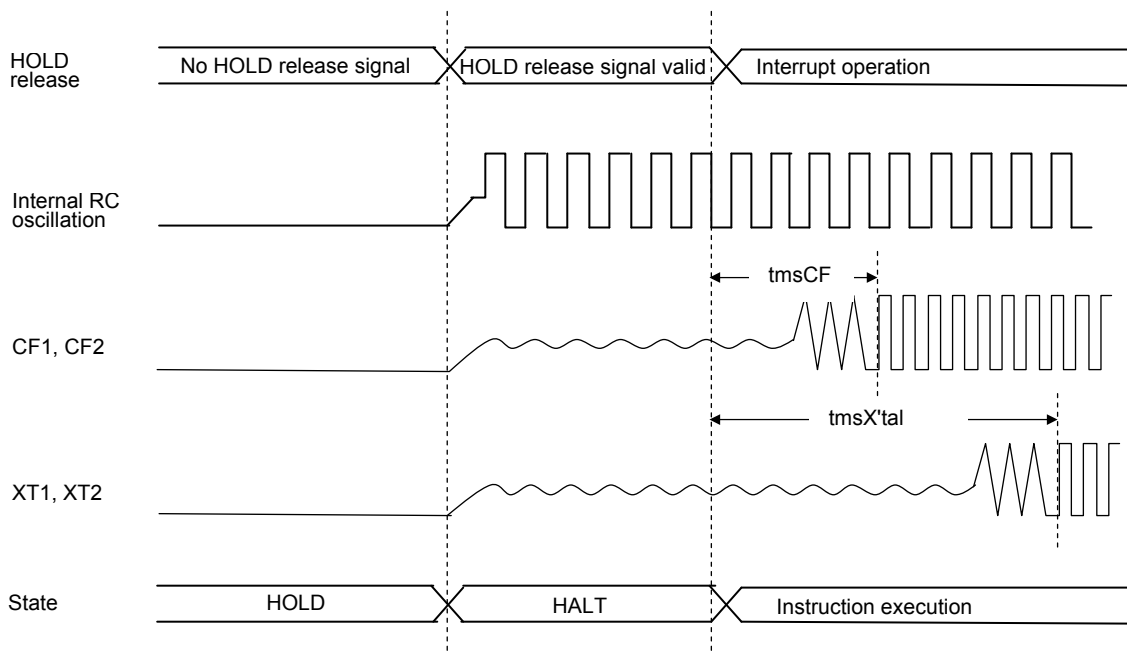 HOLD
release
No HOLD release signal
HOLD release signal valid
Interrupt operation
Internal RC
oscillation
tmsCF
CF1, CF2
tmsX'tal
XT1, XT2
State
HOLD
HALT
Instruction execution